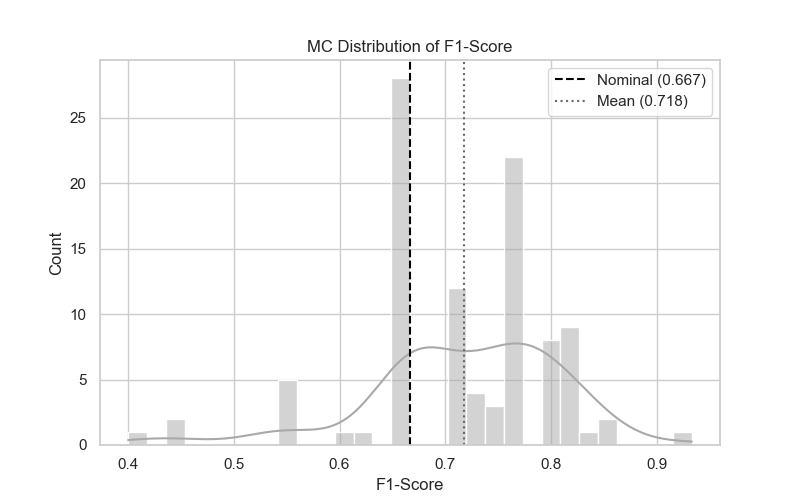 MC Distribution of F1-Score
Nominal (0.667)
Mean (0.718)
Count
25
20
15
10
5
0
0.4 0.5 0.6 0.7 0.8 0.9
F1-Score